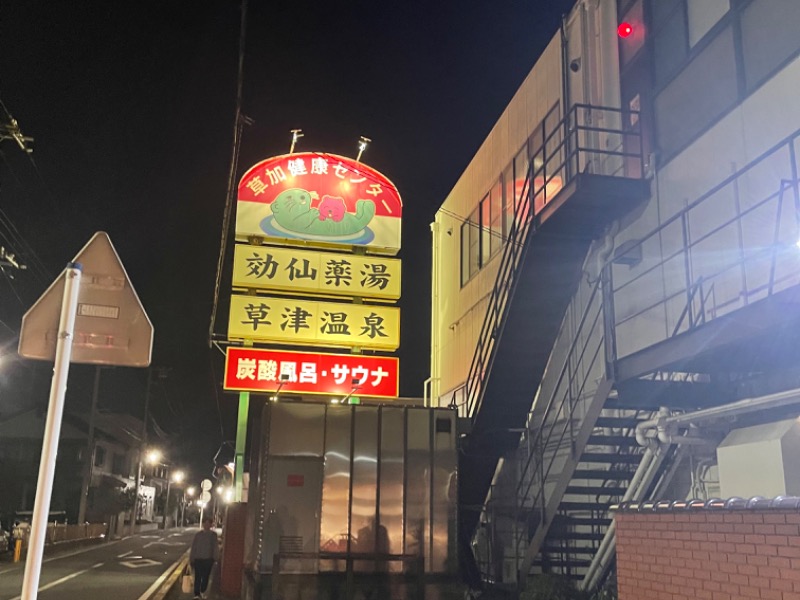 草加健康センター
効仙薬湯
草津温泉
炭酸風呂・サウナ